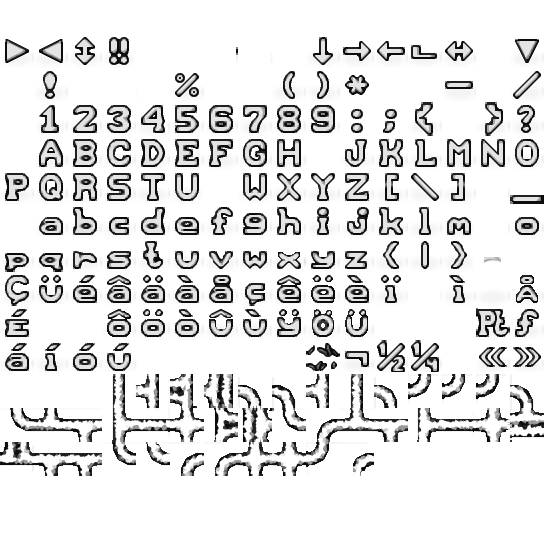 ► ◄ ↕ ‼ ↓ → ← ∟ ↔ ▼
! % ( ) * - /
1 2 3 4 5 6 7 8 9 : ; { } ?
A B C D E F G H J K L M N O
P Q R S T U W X Y Z [ \ ] _
a b c d e f g h i j k l m o
p q r s t u v w x y z ( | )
Ç Ü é â ä à å ç ê ë è ï ì Å
É ô ö ò û ù ÿ Ö Ü ₧ ƒ
á í ó ú ¬ ½ ¼ « »